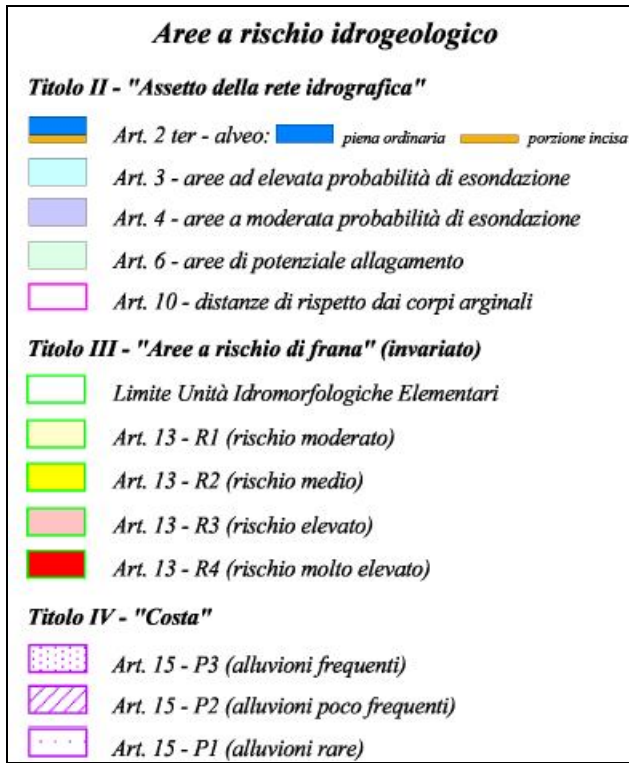 Aree a rischio idrogeologico
Titolo II - "Assetto della rete idrografica"
Art. 2 ter - alveo: piena ordinaria porzione incisa
Art. 3 - aree ad elevata probabilità di esondazione
Art. 4 - aree a moderata probabilità di esondazione
Art. 6 - aree di potenziale allagamento
Art. 10 - distanze di rispetto dai corpi arginali
Titolo III - "Aree a rischio di frana" (invariato)
Limite Unità Idromorfologiche Elementari
Art. 13 - R1 (rischio moderato)
Art. 13 - R2 (rischio medio)
Art. 13 - R3 (rischio elevato)
Art. 13 - R4 (rischio molto elevato)
Titolo IV - "Costa"
Art. 15 - P3 (alluvioni frequenti)
Art. 15 - P2 (alluvioni poco frequenti)
Art. 15 - P1 (alluvioni rare)